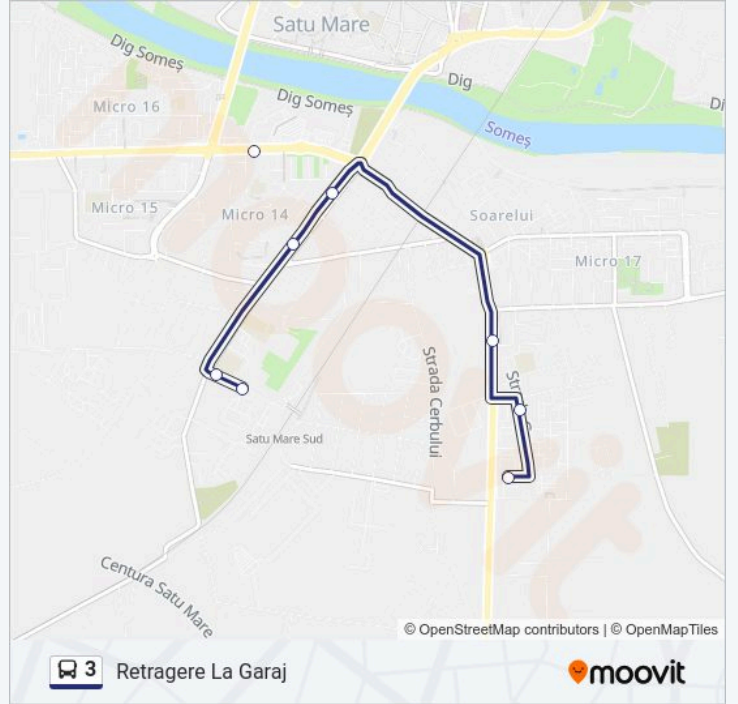 Satu Mare
Dig Someș
Dig
Micro 16
Dig Someș
Someș
Micro 15
Micro 14
Soarelui
Micro 17
Strada Cerbului
Satu Mare Sud
Centura Satu Mare
© OpenStreetMap contributors | © OpenMapTiles
3 Retragere La Garaj
moovit